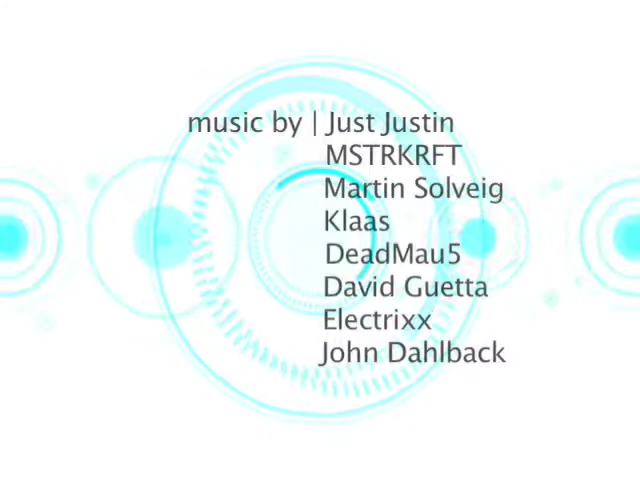 music by | Just Justin
MSTRKRFT
Martin Solveig
Klaas
DeadMau5
David Guetta
Electrixx
John Dahlback